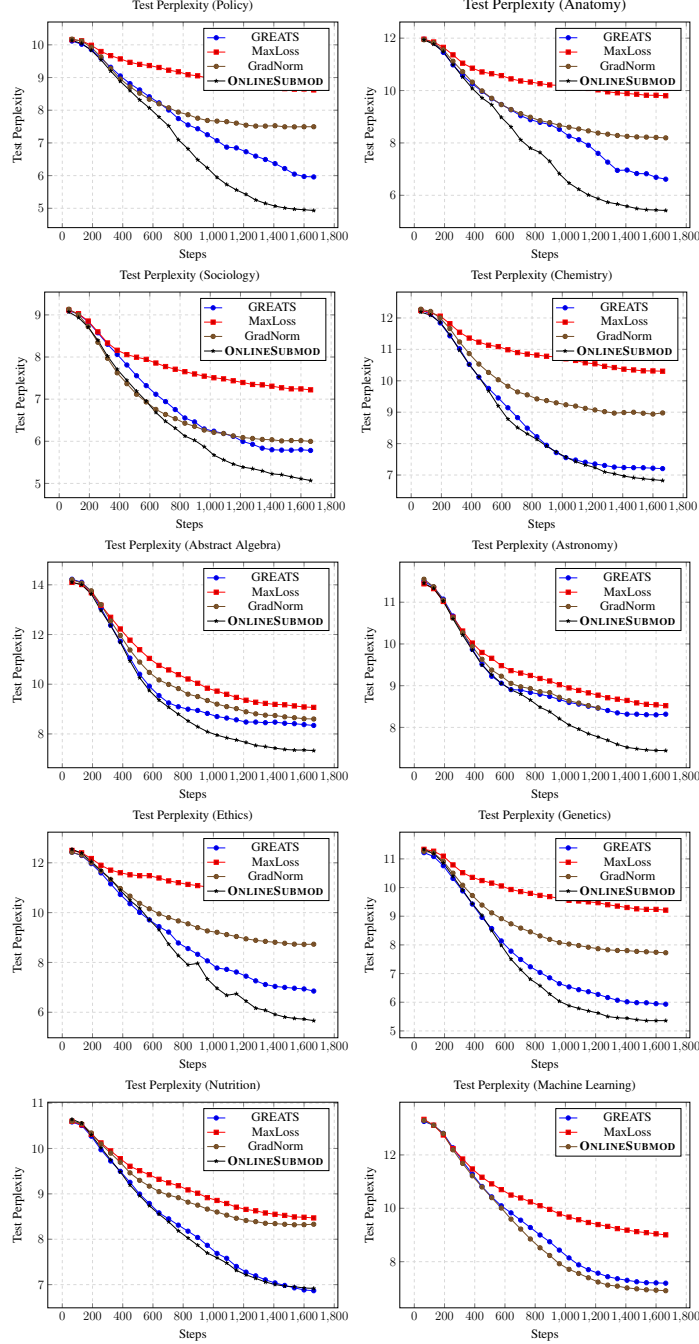 Test Perplexity (Policy)
GREATS
MaxLoss
GradNorm
ONLINESUBMOD
10
9
8
7
6
5
0 200 400 600 800 1,000 1,200 1,400 1,600 1,800
Steps
Test Perplexity
Test Perplexity (Anatomy)
GREATS
MaxLoss
GradNorm
ONLINESUBMOD
12
10
8
6
0 200 400 600 800 1,000 1,200 1,400 1,600 1,800
Steps
Test Perplexity
Test Perplexity (Sociology)
GREATS
MaxLoss
GradNorm
ONLINESUBMOD
9
8
7
6
5
0 200 400 600 800 1,000 1,200 1,400 1,600 1,800
Steps
Test Perplexity
Test Perplexity (Chemistry)
GREATS
MaxLoss
GradNorm
ONLINESUBMOD
12
11
10
9
8
7
0 200 400 600 800 1,000 1,200 1,400 1,600 1,800
Steps
Test Perplexity
Test Perplexity (Abstract Algebra)
GREATS
MaxLoss
GradNorm
ONLINESUBMOD
14
12
10
8
0 200 400 600 800 1,000 1,200 1,400 1,600 1,800
Steps
Test Perplexity
Test Perplexity (Astronomy)
GREATS
MaxLoss
GradNorm
ONLINESUBMOD
11
10
9
8
0 200 400 600 800 1,000 1,200 1,400 1,600 1,800
Steps
Test Perplexity
Test Perplexity (Ethics)
GREATS
MaxLoss
GradNorm
ONLINESUBMOD
12
10
8
6
0 200 400 600 800 1,000 1,200 1,400 1,600 1,800
Steps
Test Perplexity
Test Perplexity (Genetics)
GREATS
MaxLoss
GradNorm
ONLINESUBMOD
11
10
9
8
7
6
5
0 200 400 600 800 1,000 1,200 1,400 1,600 1,800
Steps
Test Perplexity
Test Perplexity (Nutrition)
GREATS
MaxLoss
GradNorm
ONLINESUBMOD
11
10
9
8
7
0 200 400 600 800 1,000 1,200 1,400 1,600 1,800
Steps
Test Perplexity
Test Perplexity (Machine Learning)
GREATS
MaxLoss
ONLINESUBMOD
12
10
8
0 200 400 600 800 1,000 1,200 1,400 1,600 1,800
Steps
Test Perplexity